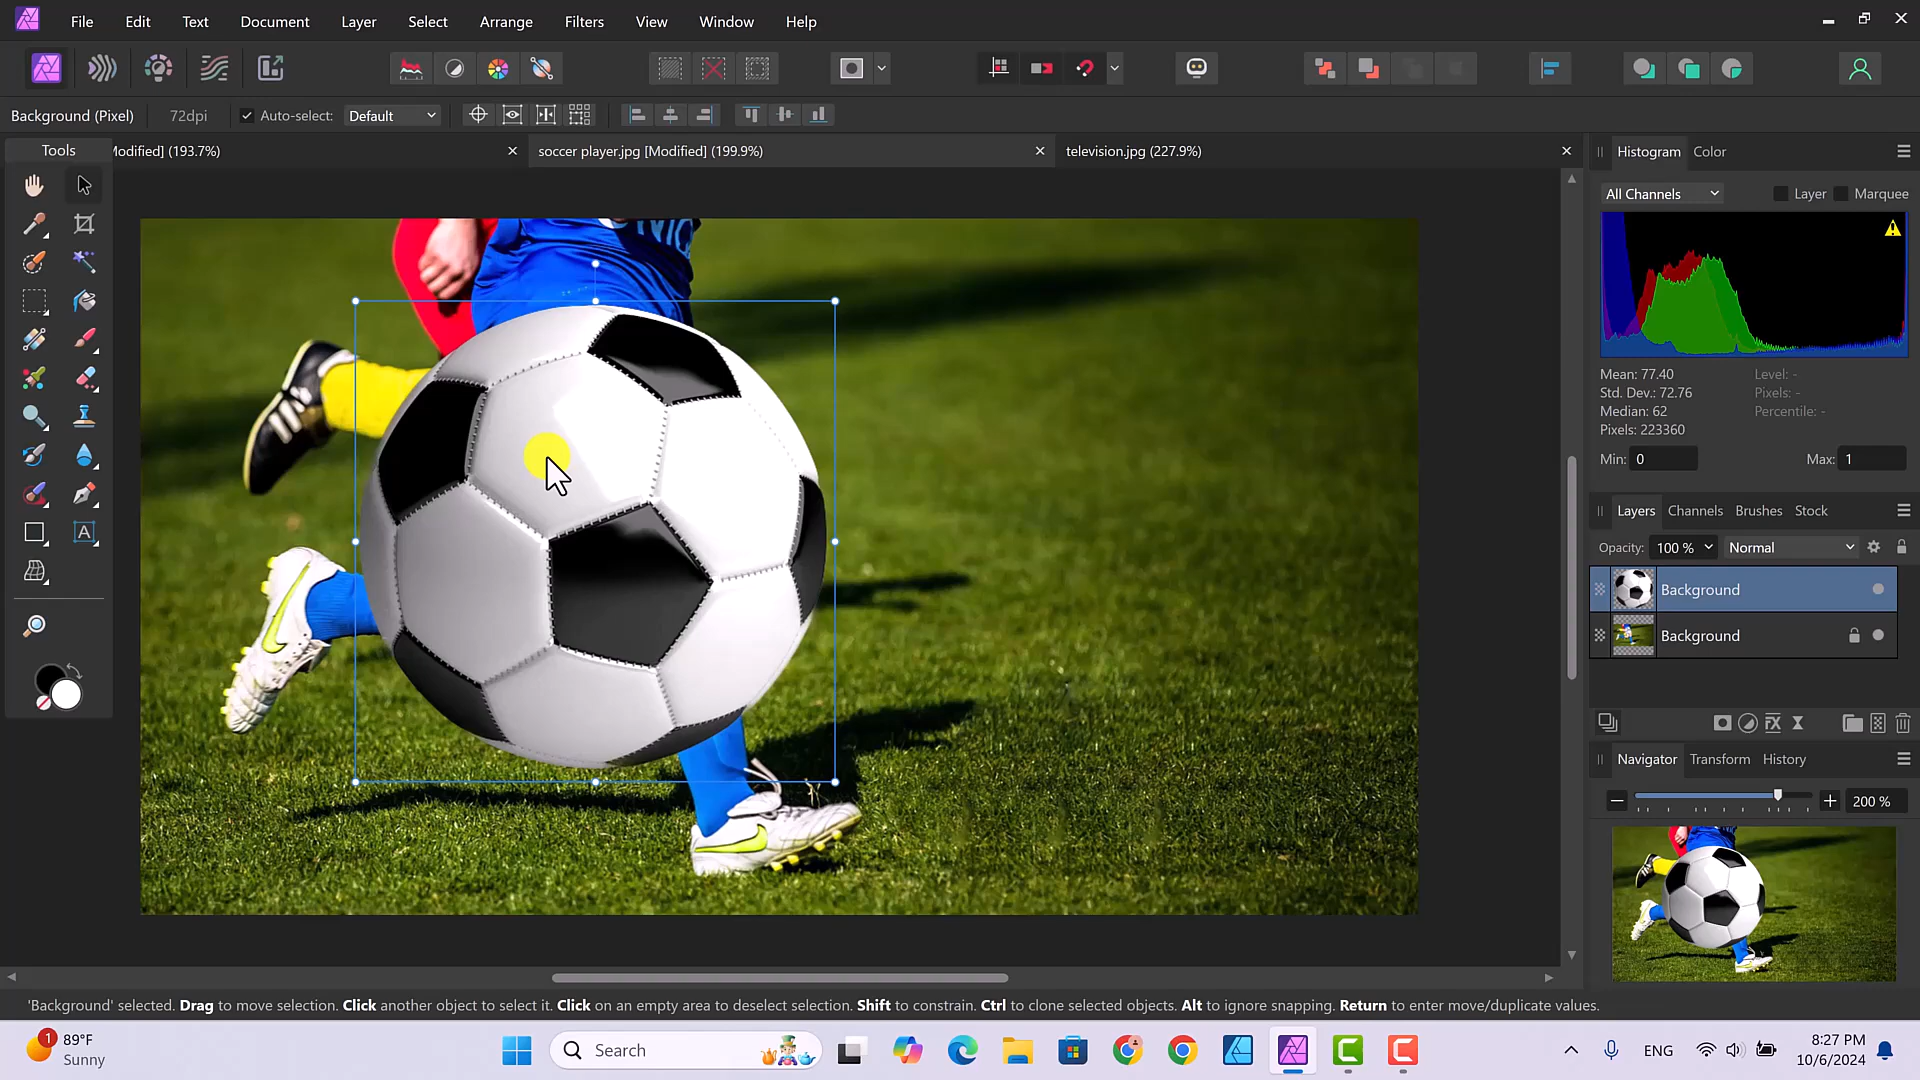 File Edit Text Document Layer Select Arrange Filters View Window Help
Background (Pixel) 72dpi Auto-select: Default
Tools
Modified] (193.7%)
soccer player.jpg [Modified] (199.9%)
television.jpg (227.9%)
Histogram Color
All Channels Layer Marquee
Mean: 77.40 Level: -
Std. Dev.: 72.76 Pixels: -
Median: 62 Percentile: -
Pixels: 223360
Min: 0 Max: 1
Layers Channels Brushes Stock
Opacity: 100 % Normal
Background
Background
FX
Navigator Transform History
200 %
A
'Background' selected. Drag to move selection. Click another object to select it. Click on an empty area to deselect selection. Shift to constrain. Ctrl to clone selected objects. Alt to ignore snapping. Return to enter move/duplicate values.
1
89°F
Sunny
Search
ENG
8:27 PM
10/6/2024